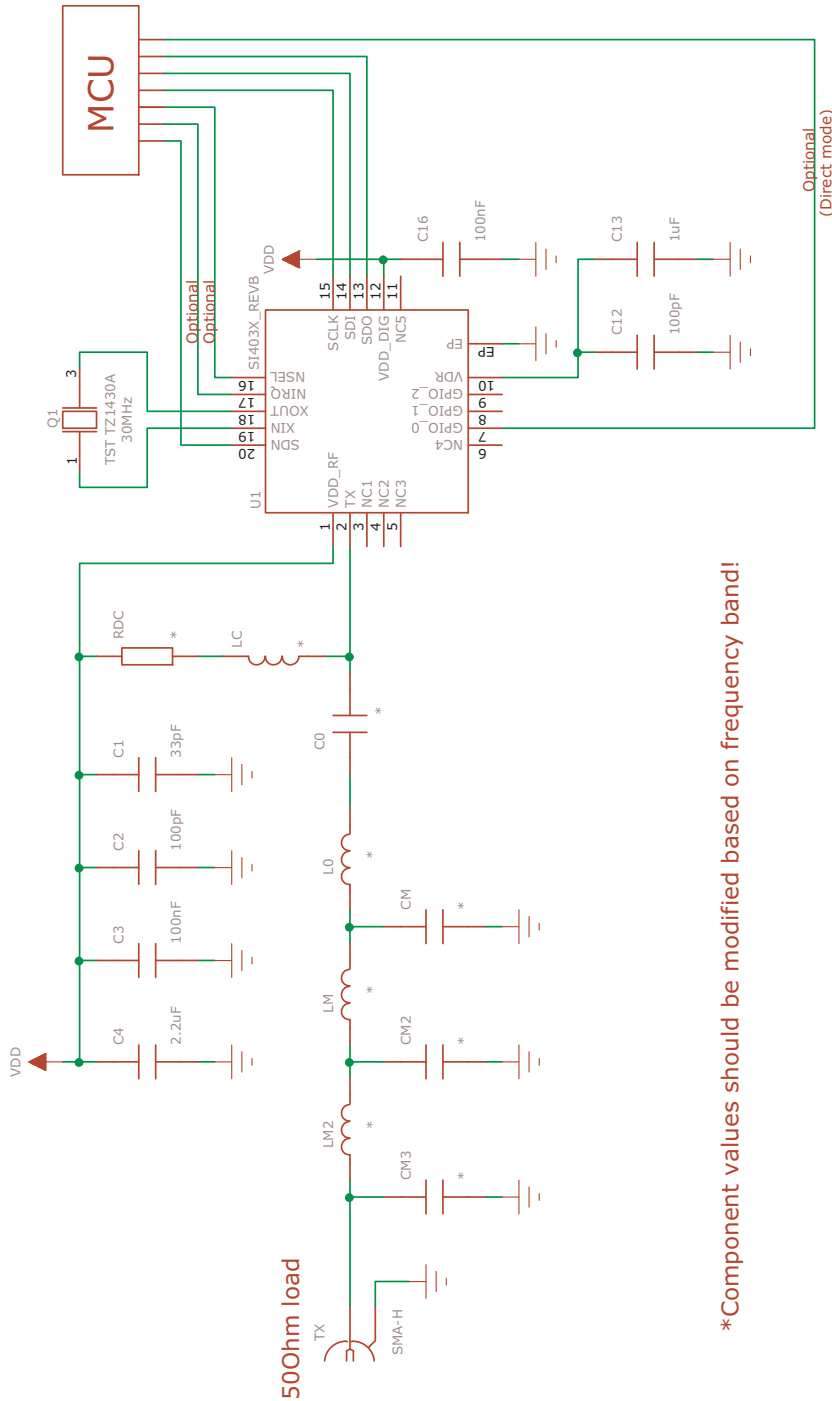 50Ohm load
TX
SMA-H
VDD
C4
2.2uF
C3
100nF
C2
100pF
C1
33pF
RDC
*
LC
*
C0
*
L0
*
LM
*
LM2
*
CM
*
CM2
*
CM3
*
Q1
1
3
TST TZ1430A
30MHz
U1
SI403X_REVB
1
2
3
4
5
VDD_RF
TX
NC1
NC2
NC3
20
19
18
17
16
SDN
XIN
XOUT
NIRQ
NSEL
15
14
13
12
11
SCLK
SDI
SDO
VDD_DIG
NC5
6
7
8
9
10
EP
NC4
GPIO_0
GPIO_1
GPIO_2
VDR
EP
Optional
Optional
VDD
C16
100nF
C12
100pF
C13
1uF
MCU
Optional
(Direct mode)
*Component values should be modified based on frequency band!